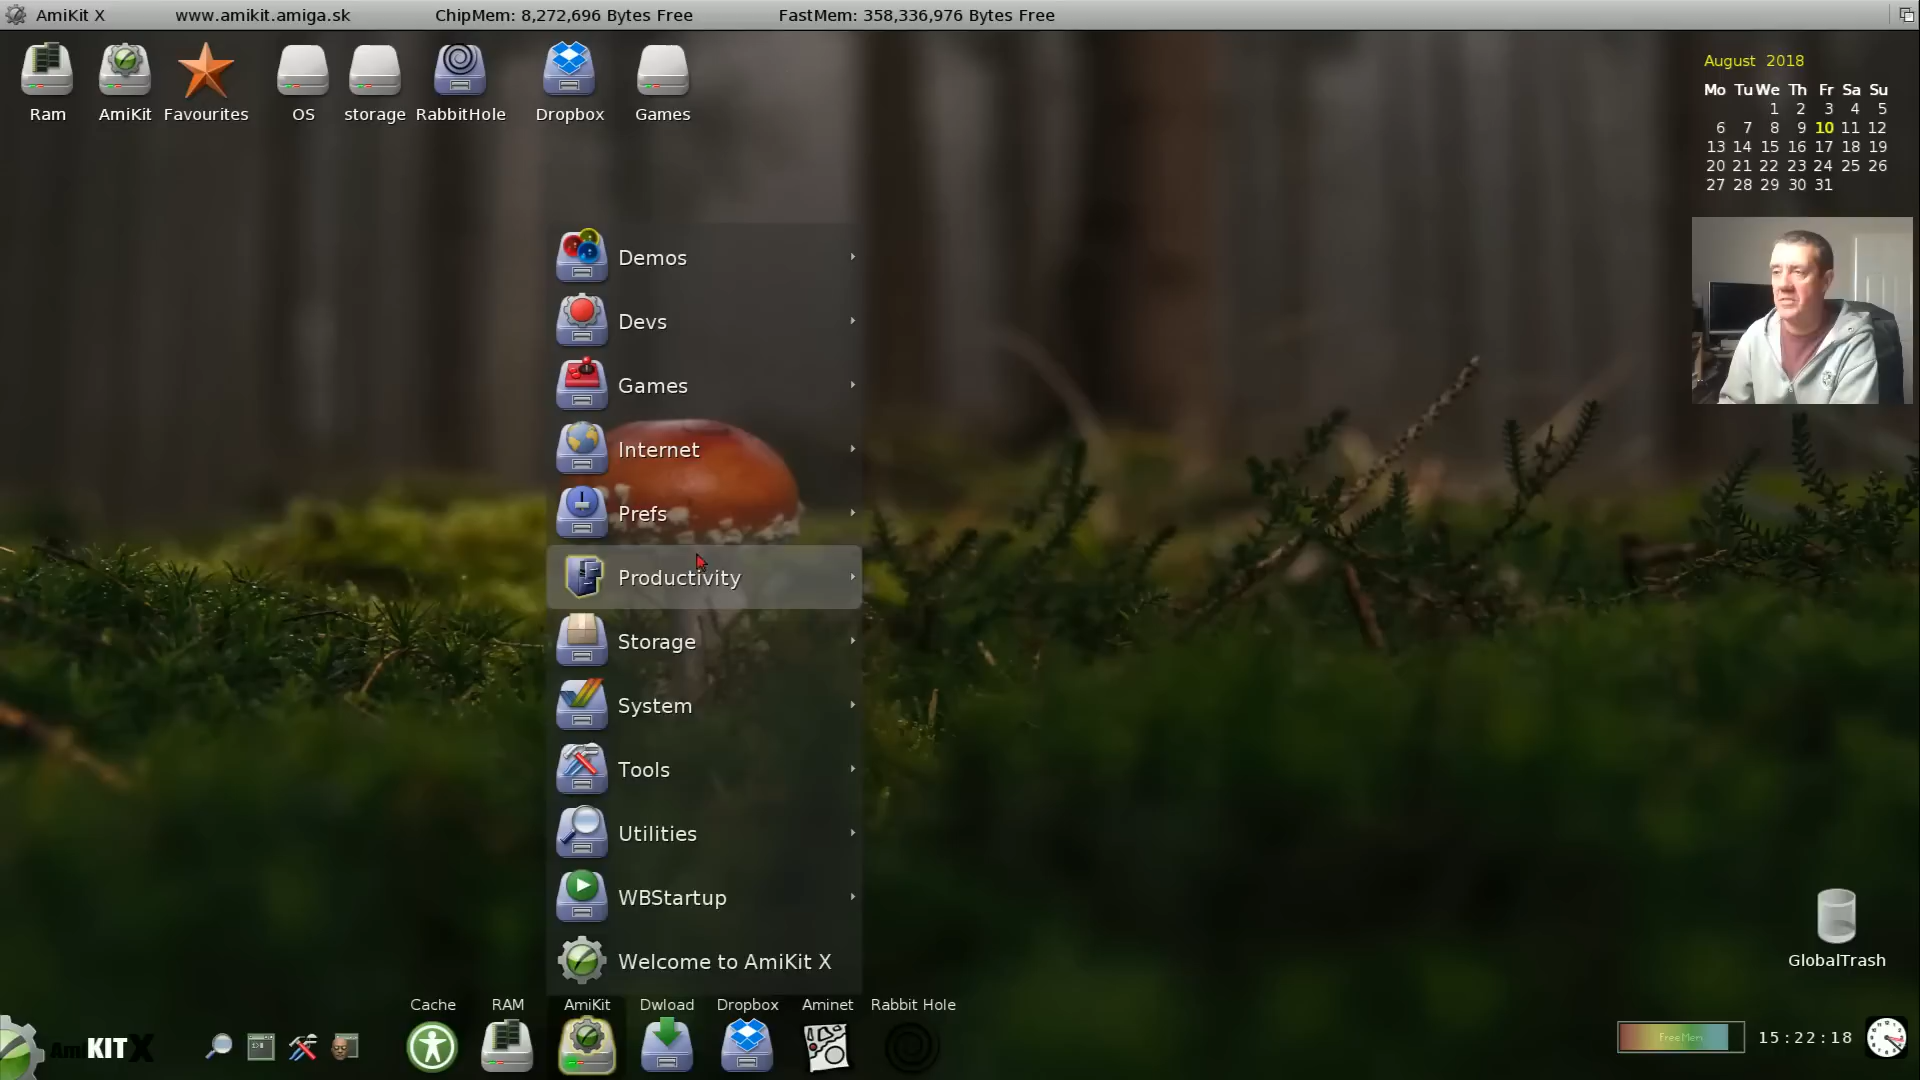 AmiKit X www.amikit.amiga.sk ChipMem: 8,272,696 Bytes Free FastMem: 358,336,976 Bytes Free
Ram AmiKit Favourites OS storage RabbitHole Dropbox Games
August 2018
Mo Tu We Th Fr Sa Su
1 2 3 4 5
6 7 8 9 10 11 12
13 14 15 16 17 18 19
20 21 22 23 24 25 26
27 28 29 30 31
Demos
Devs
Games
Internet
Prefs
Productivity
Storage
System
Tools
Utilities
WBStartup
Welcome to AmiKit X
GlobalTrash
Cache RAM AmiKit Dwload Dropbox Aminet Rabbit Hole
AmiKIT X
FreeMem
15:22:18